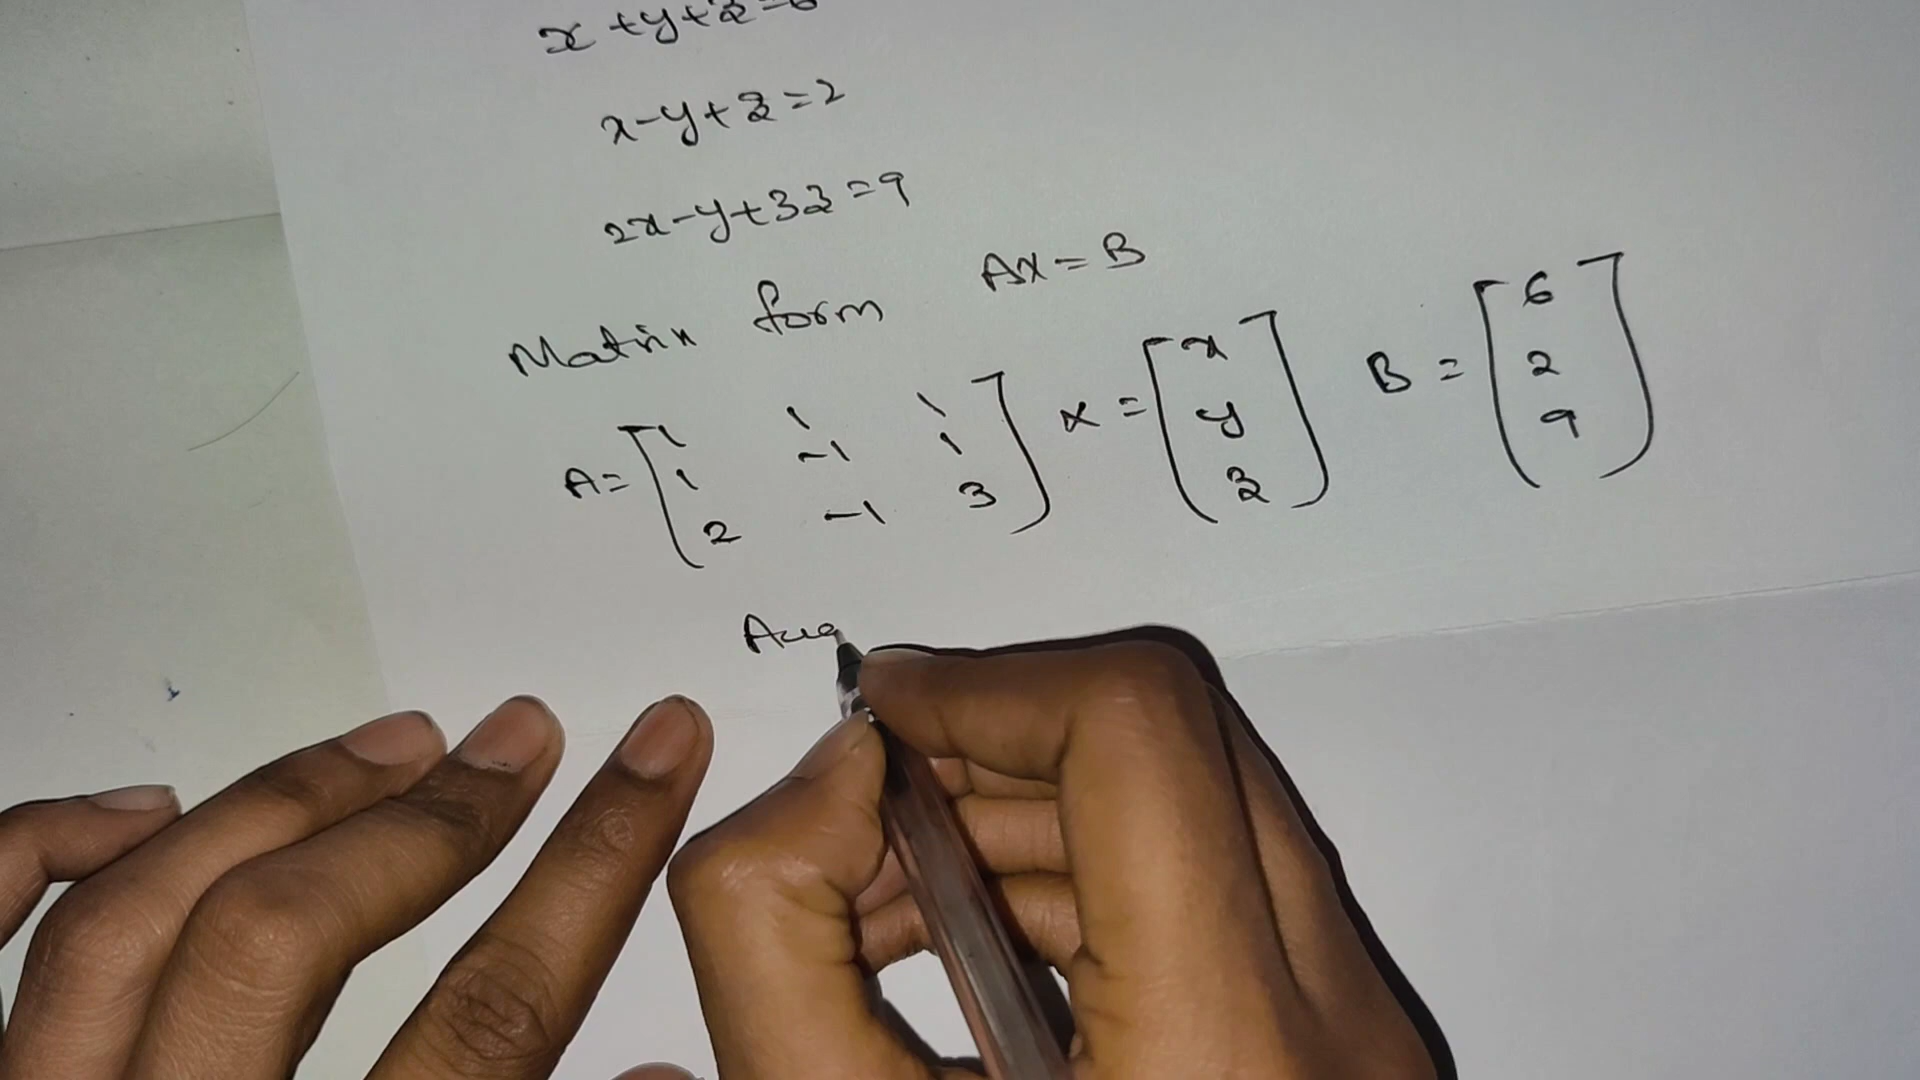 x+y+z=6
x-y+z=2
2x-y+3z=9
Matrix form AX=B
A= [1 1 1
1 -1 1
2 -1 3] X = [x
y
z] B = [6
2
9]
Aug